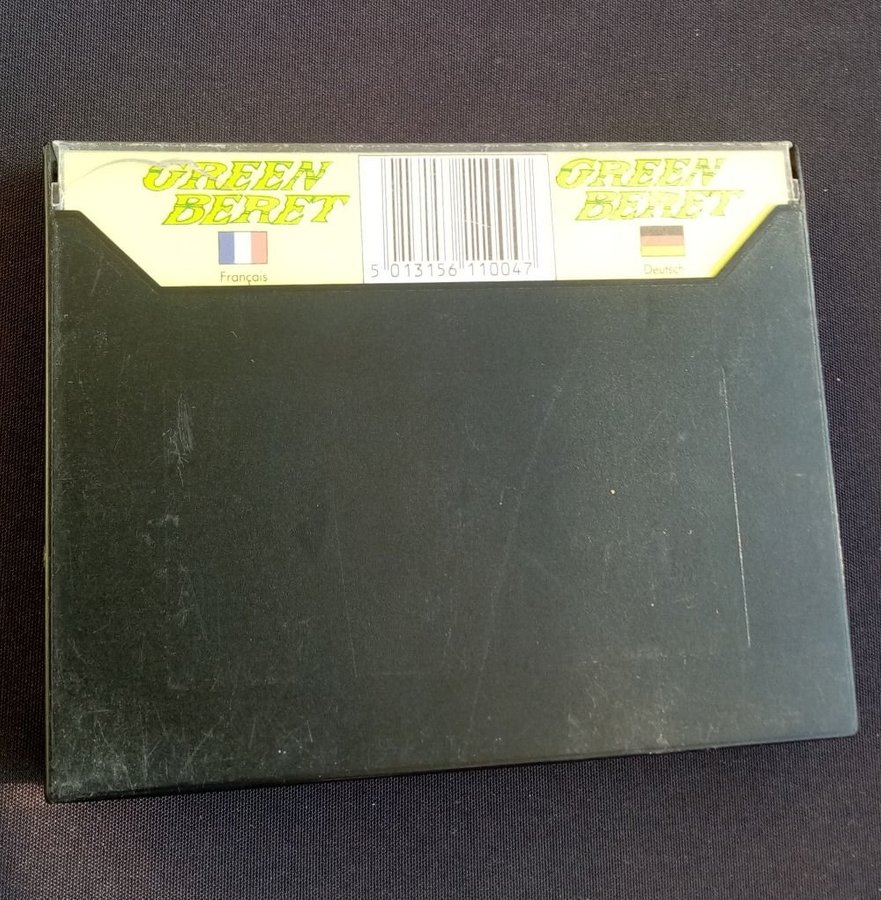 GREEN
BERET
Français
5 013156 110047
GREEN
BERET
Deutsch